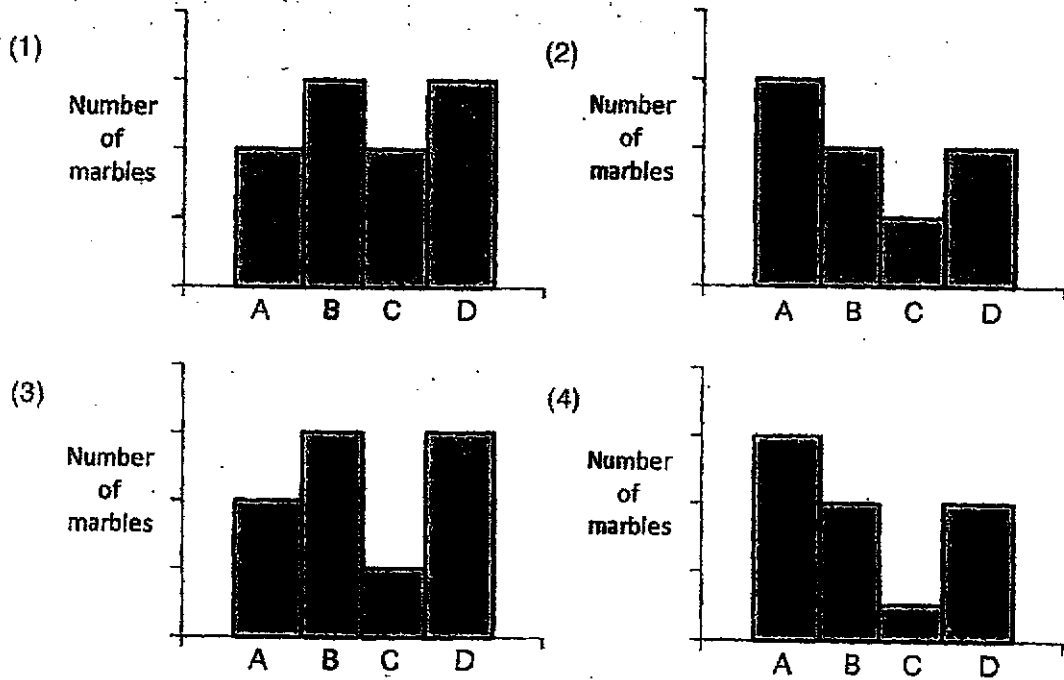 (1)
Number
of
marbles
A B C D
(2)
Number
of
marbles
A B C D
(3)
Number
of
marbles
A B C D
(4)
Number
of
marbles
A B C D